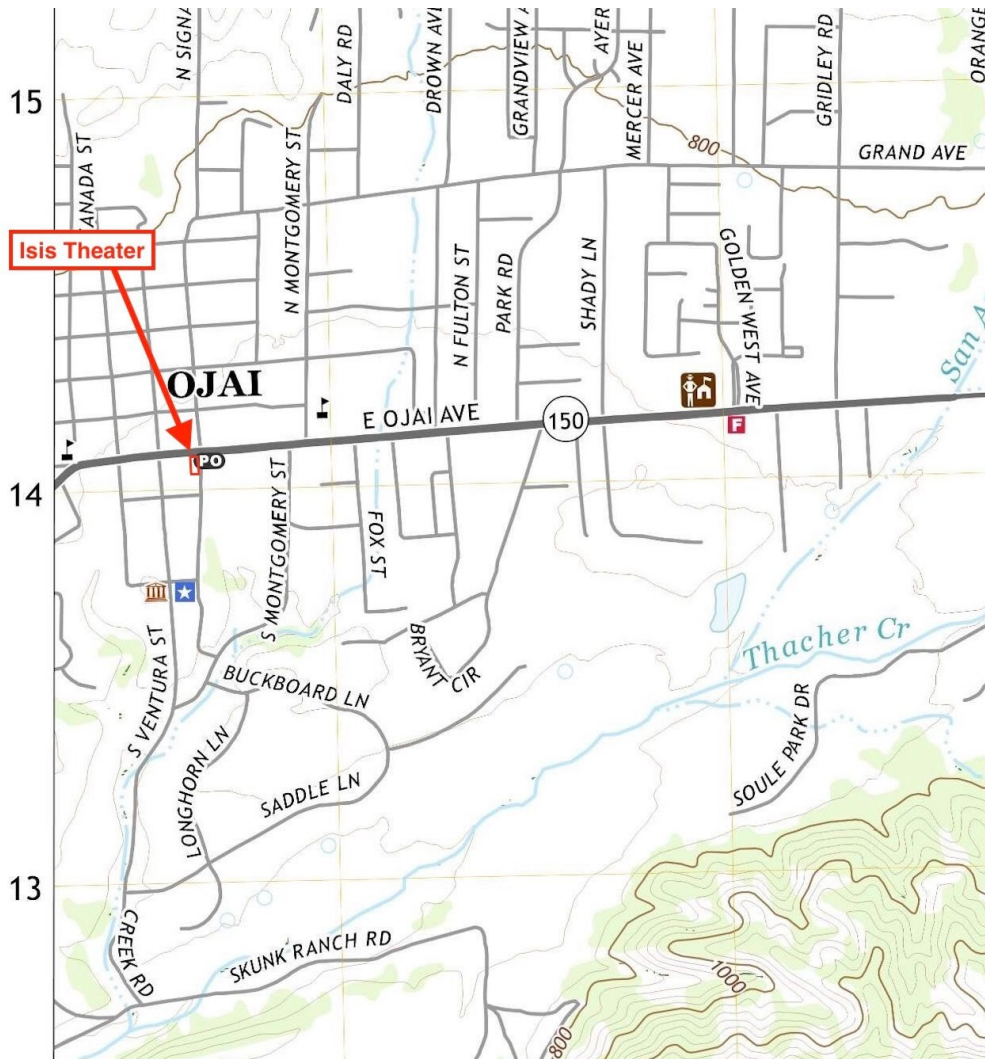 N SIGNA
DALY RD
DROWN AVE
GRANDVIEW A
AYER
MERCER AVE
GRIDLEY RD
ORANGE
15
800
GRAND AVE
CANADA ST
N MONTGOMERY ST
Isis Theater
GOLDEN WEST AVE
N FULTON ST
PARK RD
SHADY LN
San A
OJAI
E OJAI AVE
150
F
PO
14
S MONTGOMERY ST
FOX ST
S VENTURA ST
BUCKBOARD LN
BRYANT CIR
Thacher Cr
LONGHORN LN
SADDLE LN
SOULE PARK DR
13
CREEK RD
SKUNK RANCH RD
1000
800